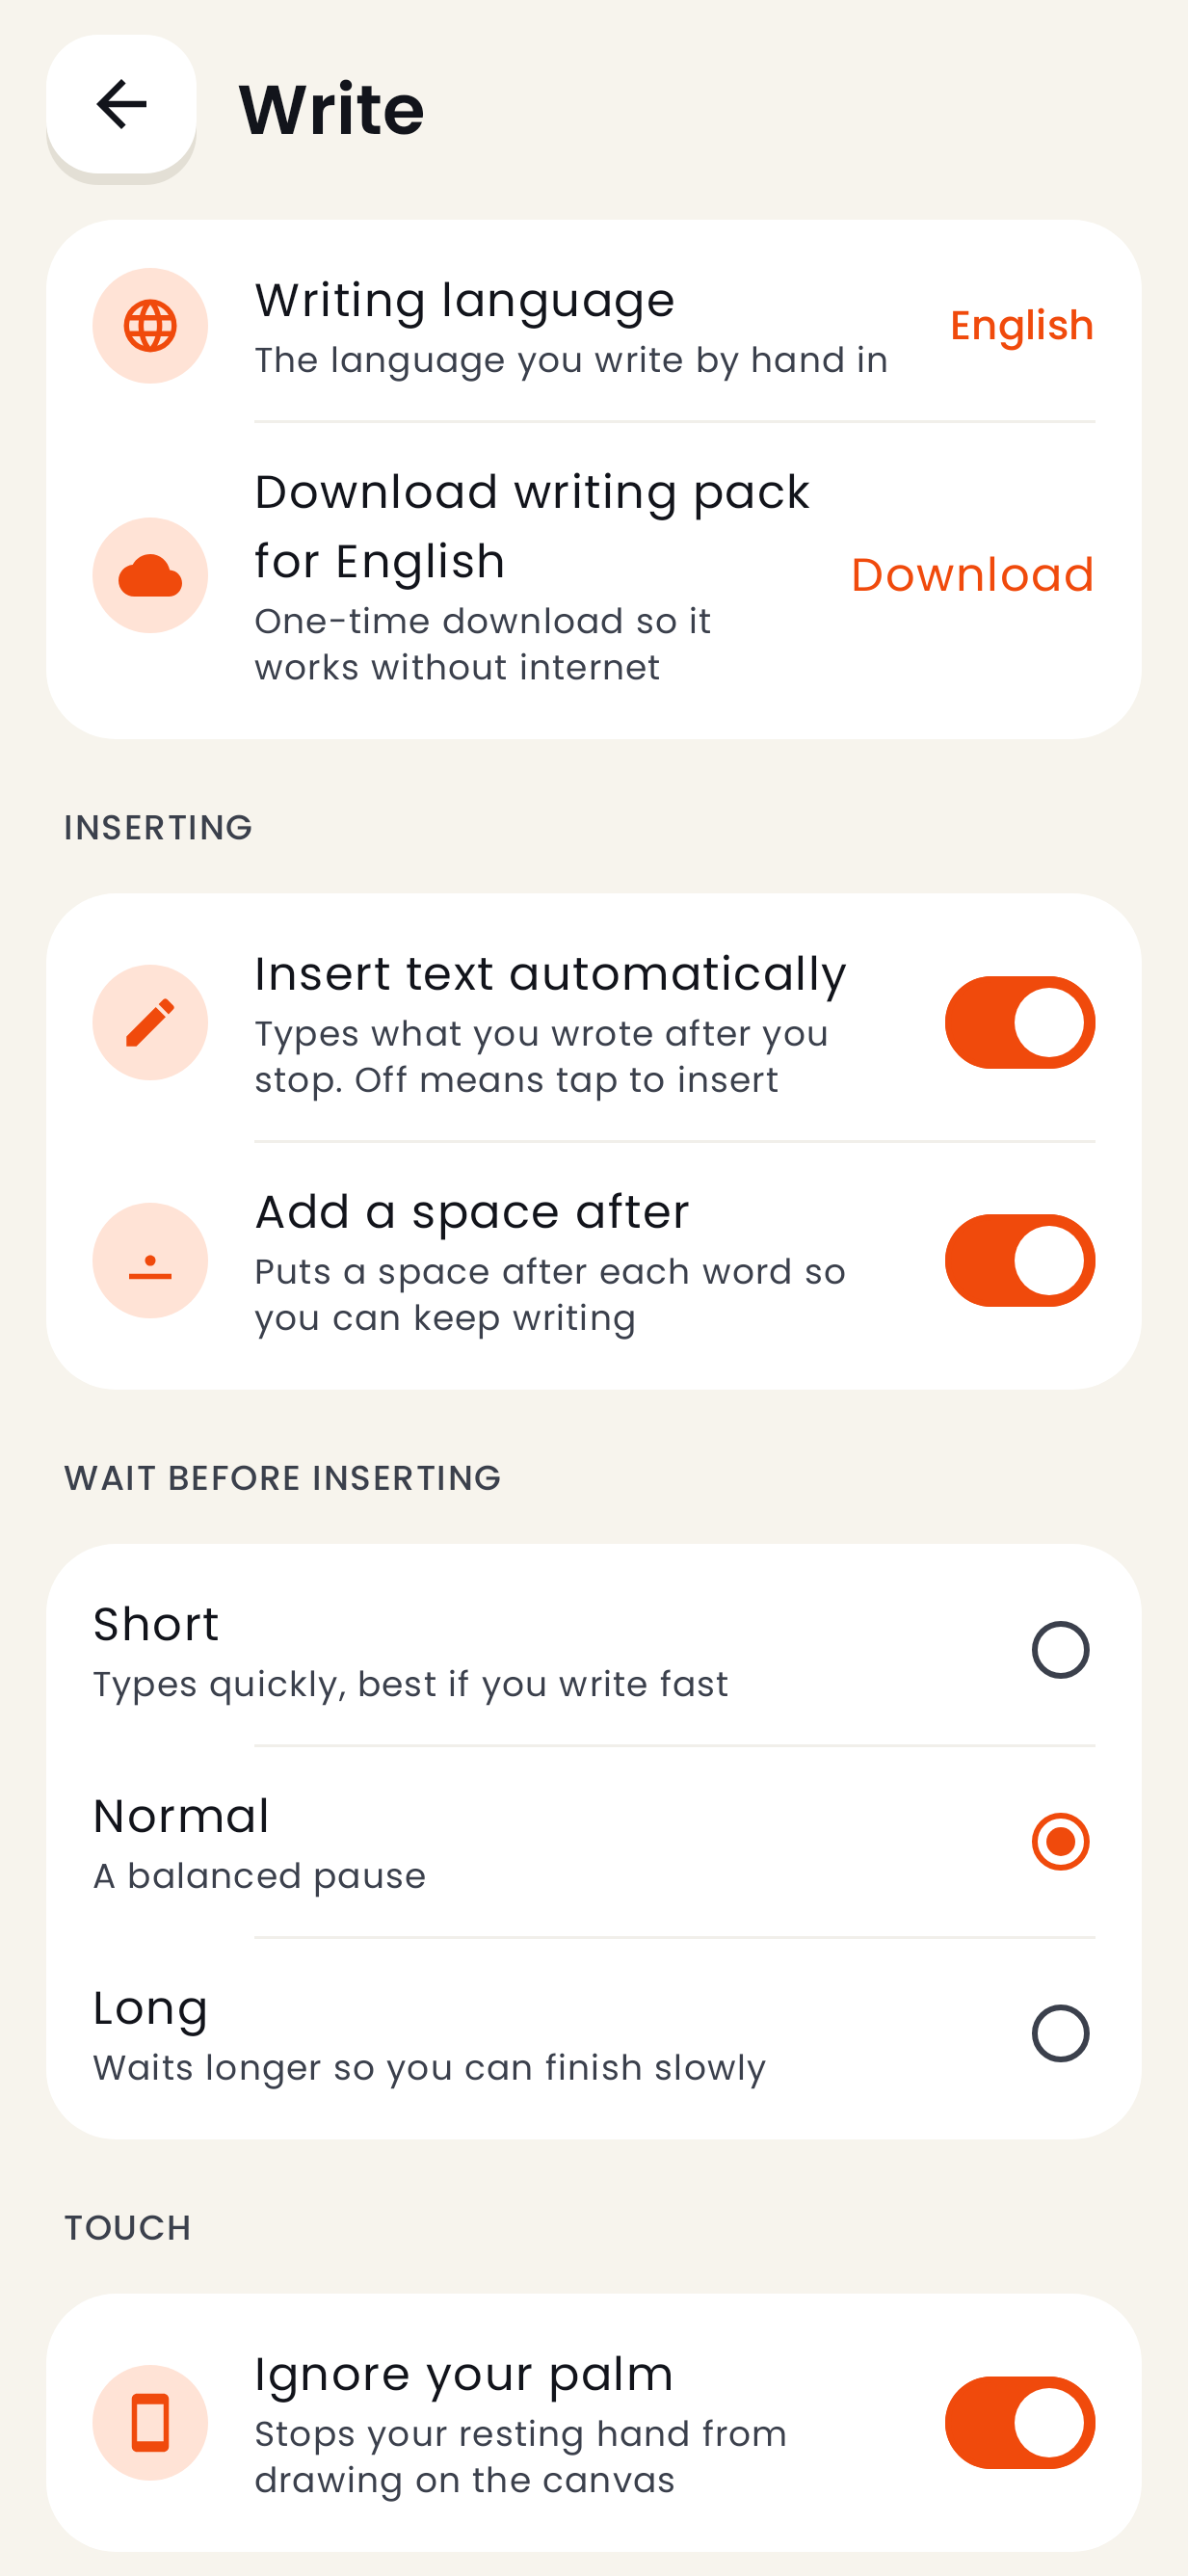 Write
Writing language
The language you write by hand in
English
Download writing pack
for English
One-time download so it
works without internet
Download
INSERTING
Insert text automatically
Types what you wrote after you
stop. Off means tap to insert
Add a space after
Puts a space after each word so
you can keep writing
WAIT BEFORE INSERTING
Short
Types quickly, best if you write fast
Normal
A balanced pause
Long
Waits longer so you can finish slowly
TOUCH
Ignore your palm
Stops your resting hand from
drawing on the canvas